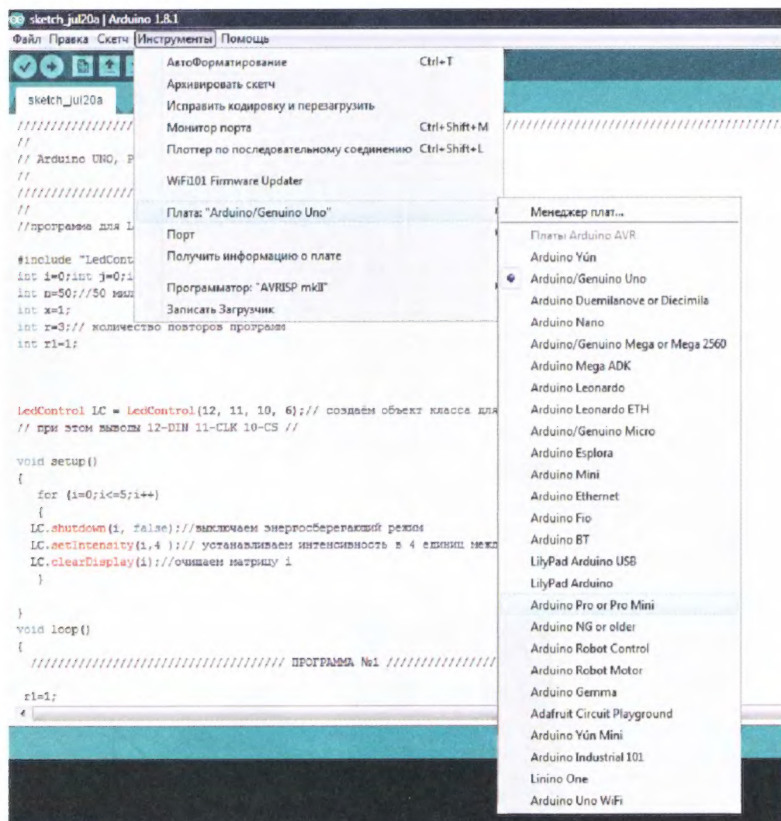 sketch_jul20a | Arduino 1.8.1
Файл Правка Скетч Инструменты Помощь
АвтоФорматирование Ctrl+T
Архивировать скетч
Исправить кодировку и перезагрузить
Монитор порта Ctrl+Shift+M
Плоттер по последовательному соединению Ctrl+Shift+L
WiFi101 Firmware Updater
Плата: "Arduino/Genuino Uno"
Порт
Получить информацию о плате
Программатор: "AVRISP mkII"
Записать Загрузчик
Менеджер плат...
Платы Arduino AVR
Arduino Yún
Arduino/Genuino Uno
Arduino Duemilanove or Diecimila
Arduino Nano
Arduino/Genuino Mega or Mega 2560
Arduino Mega ADK
Arduino Leonardo
Arduino Leonardo ETH
Arduino/Genuino Micro
Arduino Esplora
Arduino Mini
Arduino Ethernet
Arduino Fio
Arduino BT
LilyPad Arduino USB
LilyPad Arduino
Arduino Pro or Pro Mini
Arduino NG or older
Arduino Robot Control
Arduino Robot Motor
Arduino Gemma
Adafruit Circuit Playground
Arduino Yún Mini
Arduino Industrial 101
Linino One
Arduino Uno WiFi
sketch_jul20a
//
// Arduino UNO, P
//
//
//программа для L
#include "LedCont
int i=0;int j=0;i
int n=50;//50 мил
int x=1;
int r=3;// количество повторов программ
int r1=1;
LedControl LC = LedControl(12, 11, 10, 6);// создаём объект класса для
// при этом выводы 12-DIN 11-CLK 10-CS //
void setup()
{
for (i=0;i<=5;i++)
{
LC.shutdown(i, false);//выключаем энергосберегающий режим
LC.setIntensity(i,4 );// устанавливаем интенсивность в 4 единиц меж
LC.clearDisplay(i);//очищаем матрицу i
}
}
void loop()
{
//////////////////////////////////// ПРОГРАММА №1 ////////////////
r1=1;